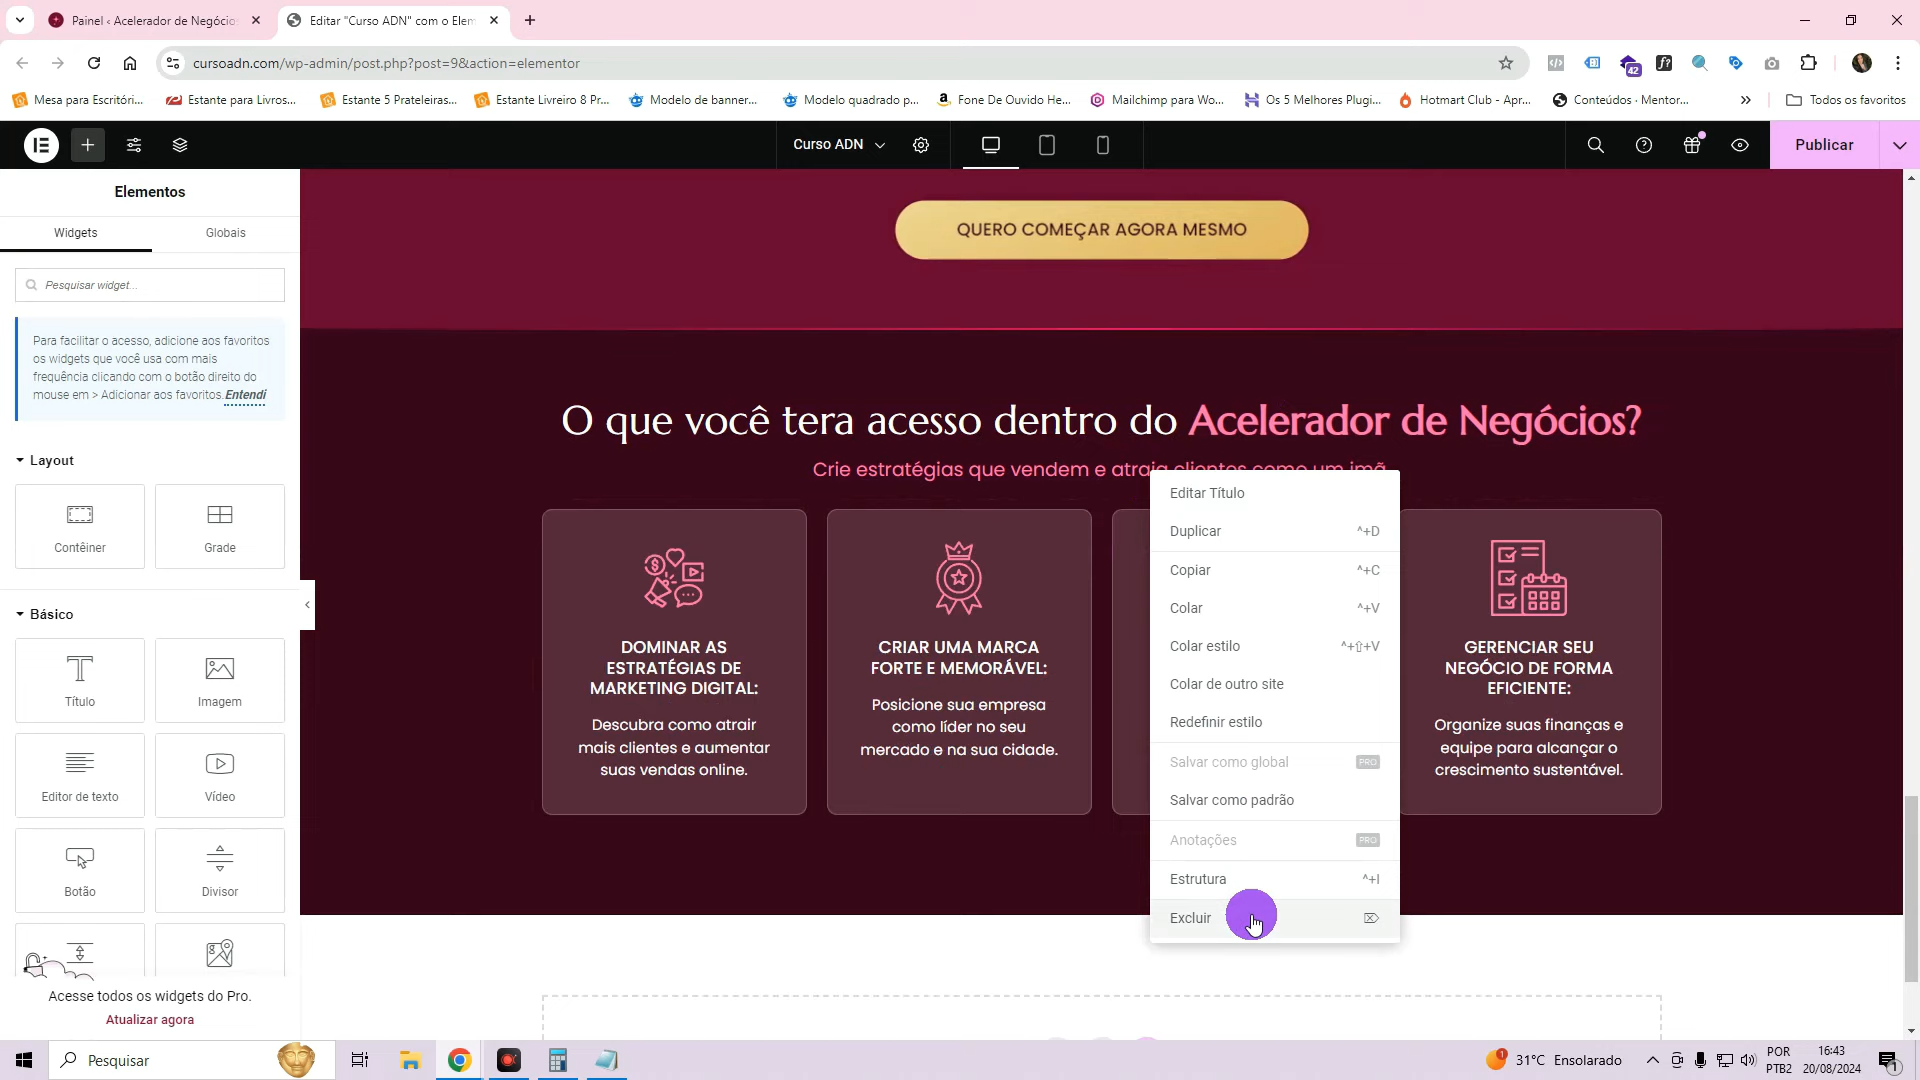 Painel ‹ Acelerador de Negócios
Editar "Curso ADN" com o Elem
cursoadn.com/wp-admin/post.php?post=9&action=elementor
42
f?
Mesa para Escritóri...
Estante para Livros...
Estante 5 Prateleiras...
Estante Livreiro 8 Pr...
Modelo de banner...
Modelo quadrado p...
Fone De Ouvido He...
Mailchimp para Wo...
Os 5 Melhores Plugi...
Hotmart Club - Apr...
Conteúdos · Mentor...
»
Todos os favoritos
Curso ADN
Publicar
Elementos
Widgets
Globais
Pesquisar widget...
Para facilitar o acesso, adicione aos favoritos
os widgets que você usa com mais
frequência clicando com o botão direito do
mouse em > Adicionar aos favoritos. Entendi
Layout
Contêiner
Grade
Básico
Título
Imagem
Editor de texto
Vídeo
Botão
Divisor
Acesse todos os widgets do Pro.
Atualizar agora
QUERO COMEÇAR AGORA MESMO
O que você tera acesso dentro do Acelerador de Negócios?
Crie estratégias que vendem e atraia clientes como um imã
DOMINAR AS
ESTRATÉGIAS DE
MARKETING DIGITAL:
Descubra como atrair
mais clientes e aumentar
suas vendas online.
CRIAR UMA MARCA
FORTE E MEMORÁVEL:
Posicione sua empresa
como líder no seu
mercado e na sua cidade.
GERENCIAR SEU
NEGÓCIO DE FORMA
EFICIENTE:
Organize suas finanças e
equipe para alcançar o
crescimento sustentável.
Editar Título
Duplicar ^+D
Copiar ^+C
Colar ^+V
Colar estilo ^+⇧+V
Colar de outro site
Redefinir estilo
Salvar como global PRO
Salvar como padrão
Anotações PRO
Estrutura ^+I
Excluir ⌦
Pesquisar
1
31°C Ensolarado
POR
PTB2
16:43
20/08/2024
1